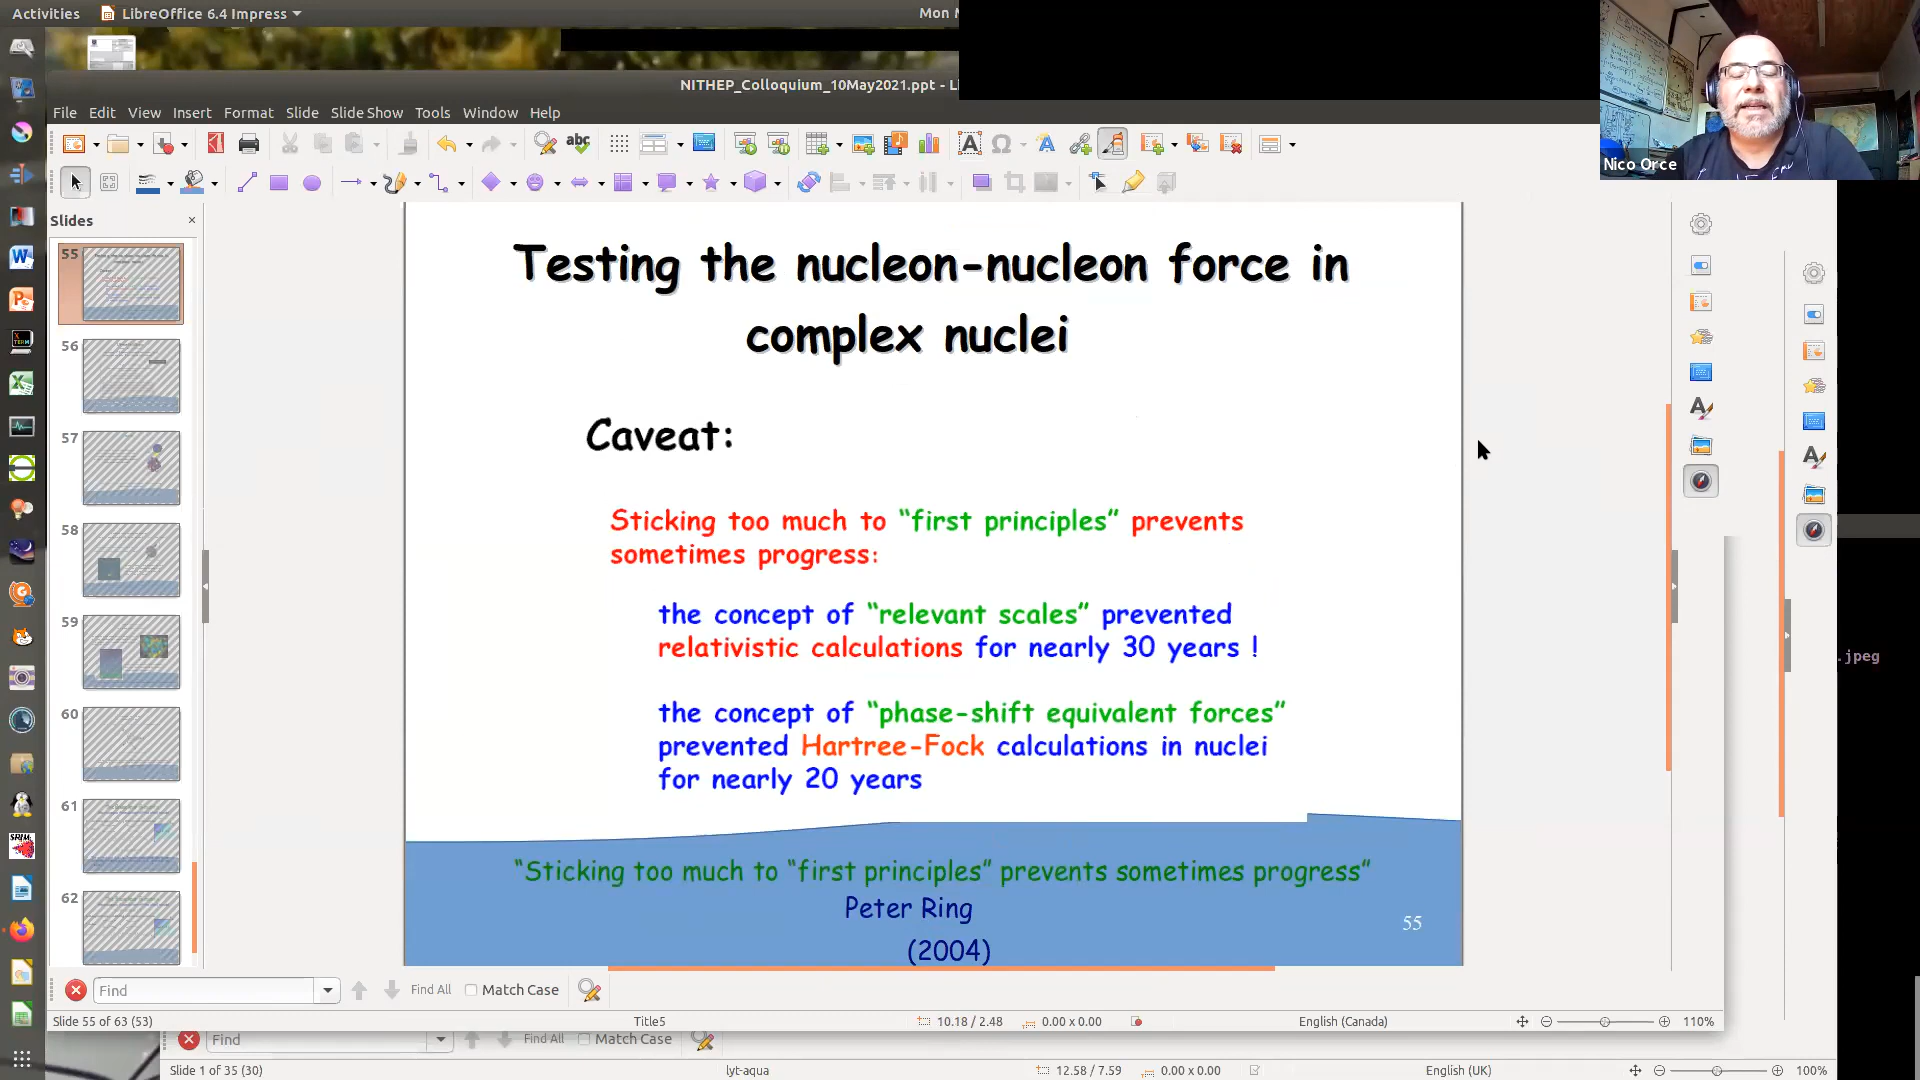 Activities LibreOffice 6.4 Impress Mon M
NITHEP_Colloquium_10May2021.ppt - L
File Edit View Insert Format Slide Slide Show Tools Window Help
Nico Orce
Slides
55
56
57
58
59
60
61
62
Testing the nucleon-nucleon force in
complex nuclei
Caveat:
Sticking too much to “first principles” prevents
sometimes progress:
the concept of “relevant scales” prevented
relativistic calculations for nearly 30 years !
the concept of “phase-shift equivalent forces”
prevented Hartree-Fock calculations in nuclei
for nearly 20 years
“Sticking too much to “first principles” prevents sometimes progress”
Peter Ring
(2004)
55
.jpeg
Find Find All Match Case
Slide 55 of 63 (53) Title5 10.18 / 2.48 0.00 x 0.00 English (Canada) 110%
Find Find All Match Case
Slide 1 of 35 (30) lyt-aqua 12.58 / 7.59 0.00 x 0.00 English (UK) 100%